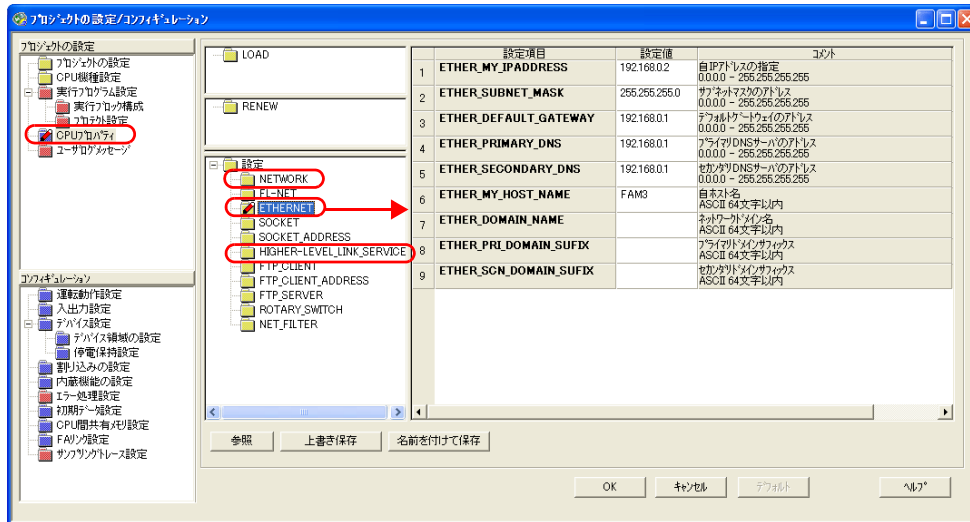 プロジェクトの設定/コンフィギュレーション
プロジェクトの設定
プロジェクトの設定
CPU機種設定
実行プログラム設定
実行ブロック構成
プロテクト設定
CPUプロパティ
ユーザログメッセージ
コンフィギュレーション
運転動作設定
入出力設定
デバイス設定
デバイス領域の設定
停電保持設定
割り込みの設定
内蔵機能の設定
エラー処理設定
初期データ設定
CPU間共有メモリ設定
FAリンク設定
サンプリングトレース設定
LOAD
RENEW
設定
NETWORK
FL-NET
ETHERNET
SOCKET
SOCKET_ADDRESS
HIGHER-LEVEL_LINK_SERVICE
FTP_CLIENT
FTP_CLIENT_ADDRESS
FTP_SERVER
ROTARY_SWITCH
NET_FILTER
設定項目 設定値 コメント
1 ETHER_MY_IPADDRESS 192.168.0.2 自IPアドレスの指定
0.0.0.0 - 255.255.255.255
2 ETHER_SUBNET_MASK 255.255.255.0 サブネットマスクのアドレス
0.0.0.0 - 255.255.255.255
3 ETHER_DEFAULT_GATEWAY 192.168.0.1 デフォルトゲートウェイのアドレス
0.0.0.0 - 255.255.255.255
4 ETHER_PRIMARY_DNS 192.168.0.1 プライマリDNSサーバのアドレス
0.0.0.0 - 255.255.255.255
5 ETHER_SECONDARY_DNS 192.168.0.1 セカンダリDNSサーバのアドレス
0.0.0.0 - 255.255.255.255
6 ETHER_MY_HOST_NAME FAM3 自ホスト名
ASCII 64文字以内
7 ETHER_DOMAIN_NAME ネットワークドメイン名
ASCII 64文字以内
8 ETHER_PRI_DOMAIN_SUFIX プライマリドメインサフィックス
ASCII 64文字以内
9 ETHER_SCN_DOMAIN_SUFIX セカンダリドメインサフィックス
ASCII 64文字以内
参照 上書き保存 名前を付けて保存
OK キャンセル デフォルト ヘルプ